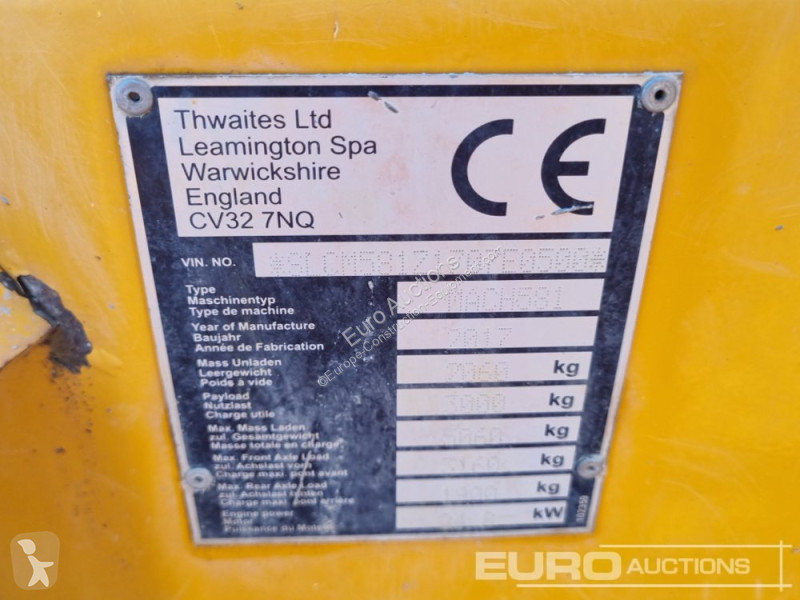 Thwaites Ltd
Leamington Spa
Warwickshire
England
CV32 7NQ
CE
VIN. NO.
Type
Maschinentyp
Type de machine
MACH581
Year of Manufacture
Baujahr
Année de Fabrication
2017
Mass Unladen
Leergewicht
Poids à vide
2060 kg
Payload
Nutzlast
Charge utile
3000 kg
Max. Mass Laden
zul. Gesamtgewicht
Masse totale en charge
5060 kg
Max. Front Axle Load
zul. Achslast vorn
Charge maxi point avant
3160 kg
Max. Rear Axle Load
zul. Achslast hinten
Charge maxi point arrière
1900 kg
Engine power
Motor
Puissance du Moteur
kW
Euro Auctions
©Europe-Construction-Equipment
EURO AUCTIONS